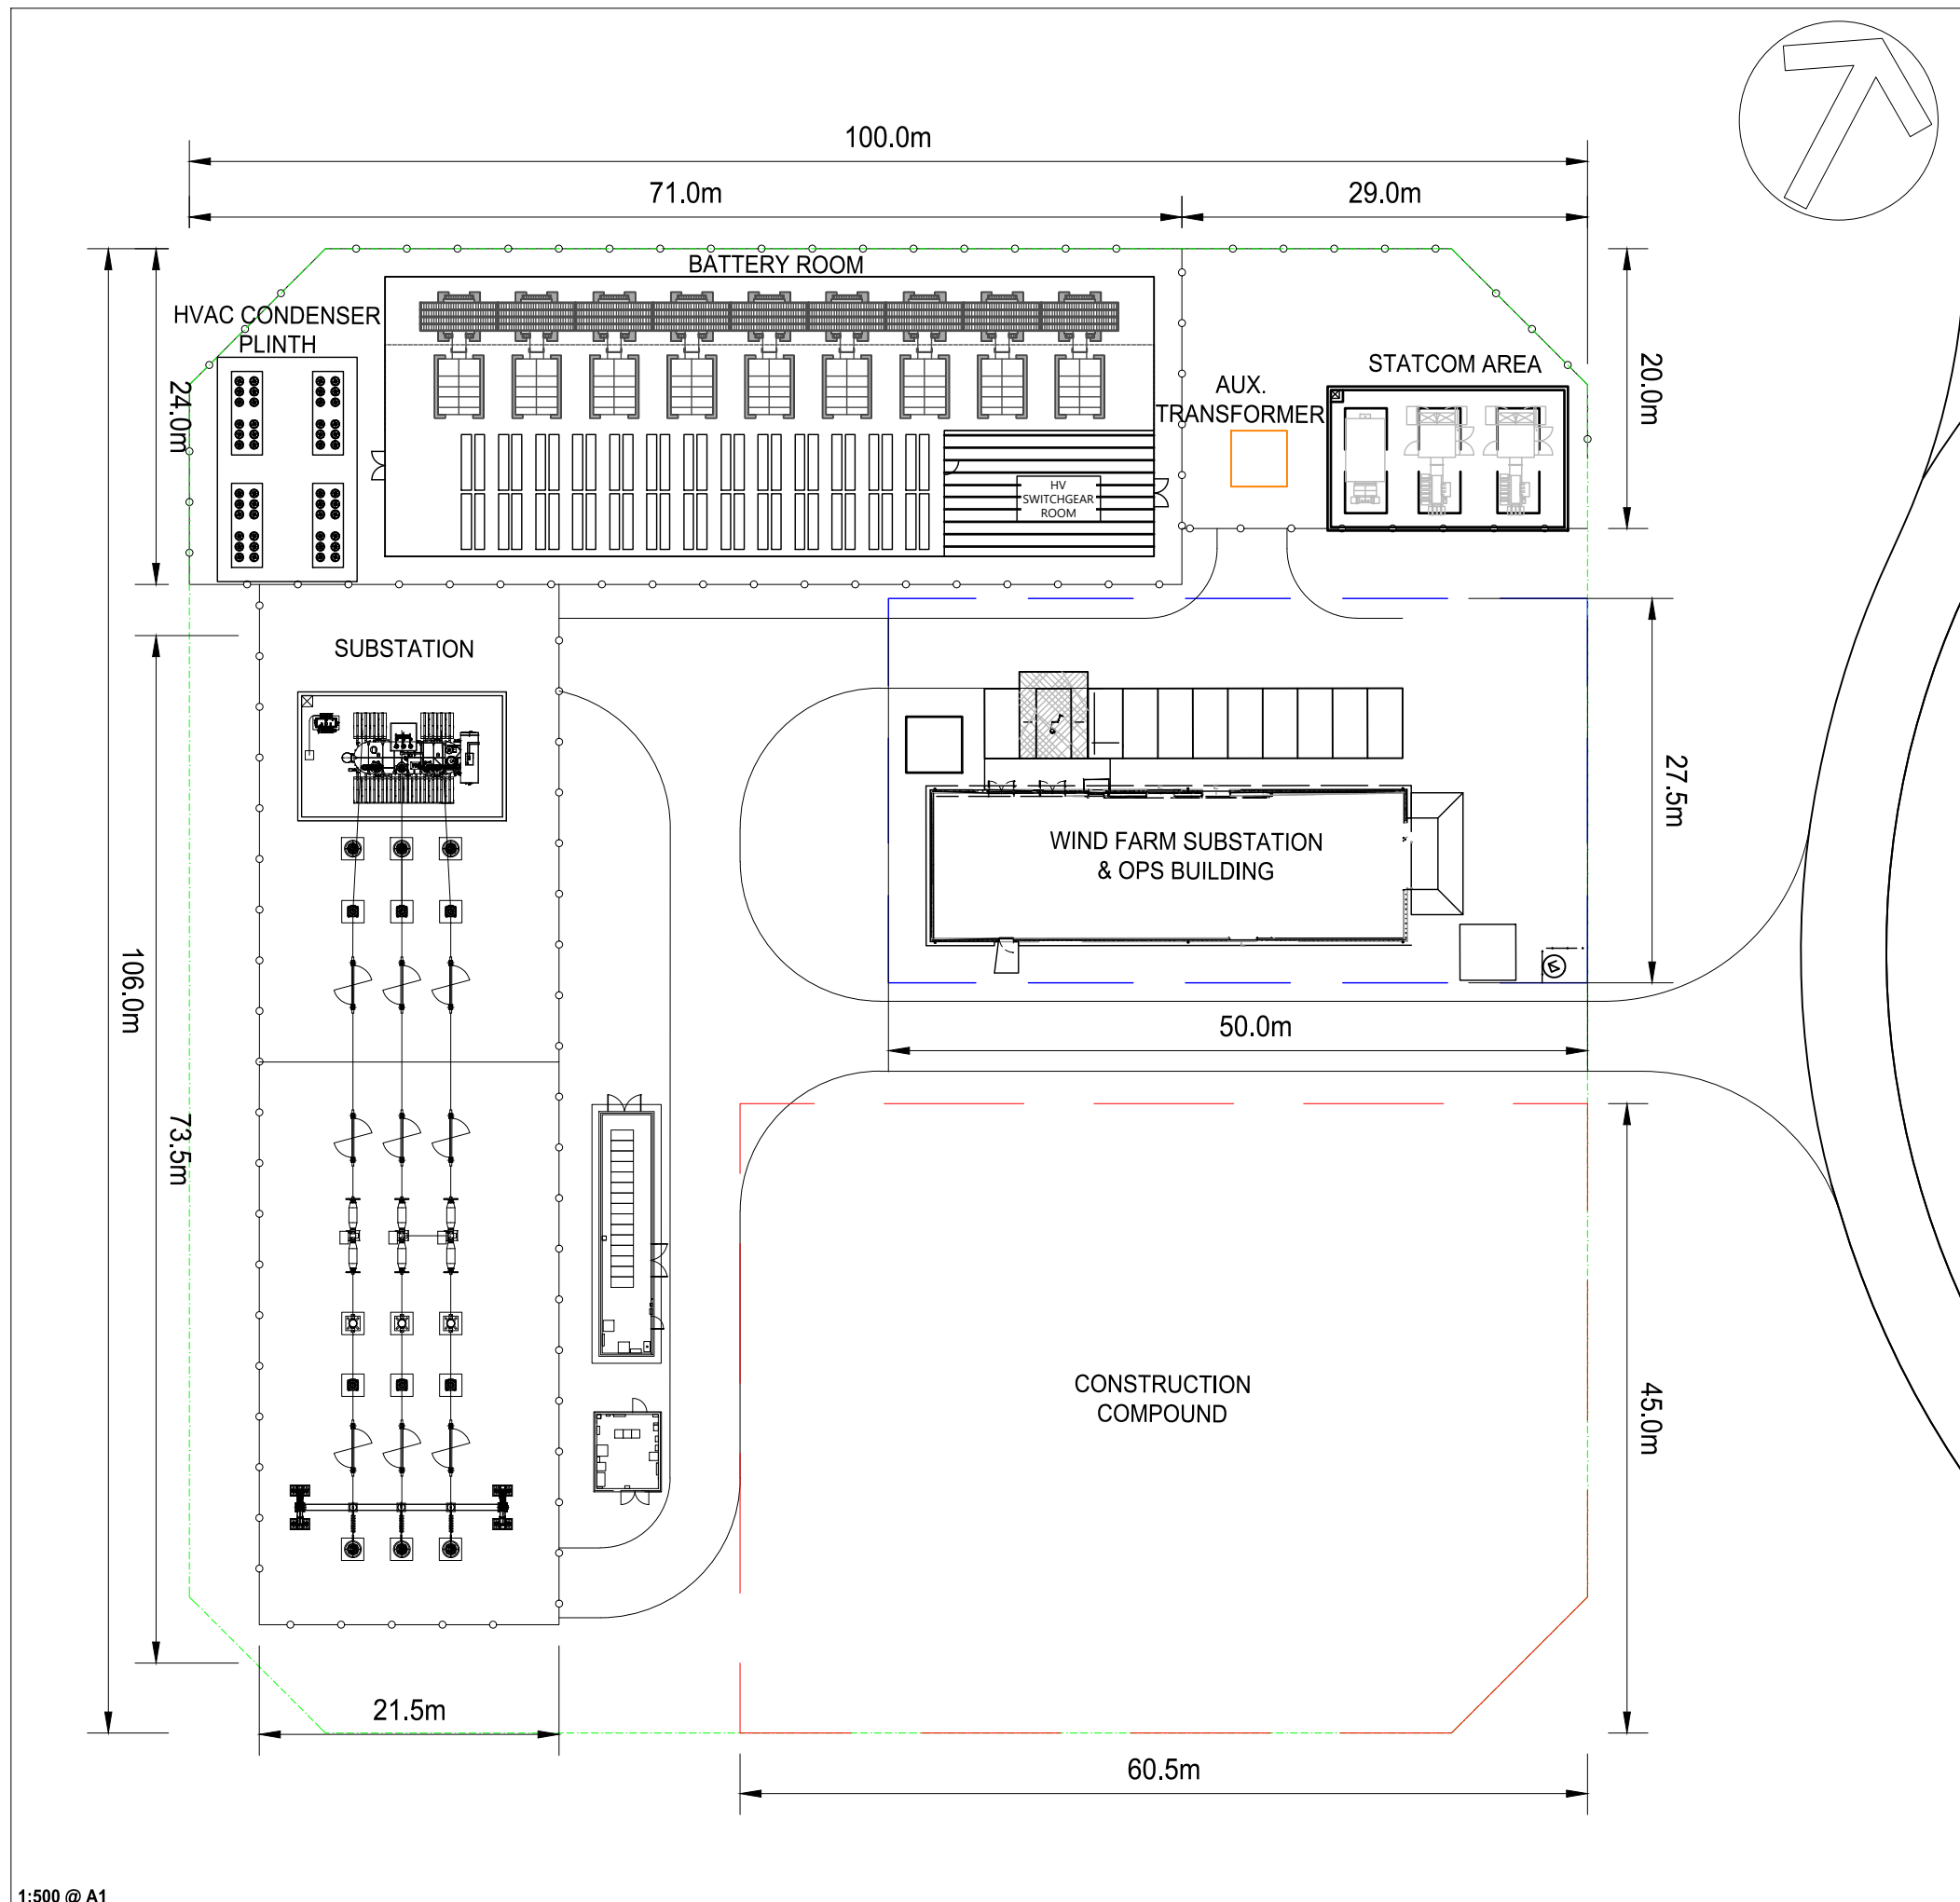 100.0m
71.0m
29.0m
BATTERY ROOM
HVAC CONDENSER
PLINTH
24.0m
20.0m
STATCOM AREA
AUX.
TRANSFORMER
HV
SWITCHGEAR
ROOM
SUBSTATION
27.5m
WIND FARM SUBSTATION
& OPS BUILDING
106.0m
50.0m
73.5m
45.0m
CONSTRUCTION
COMPOUND
21.5m
60.5m
1:500 @ A1